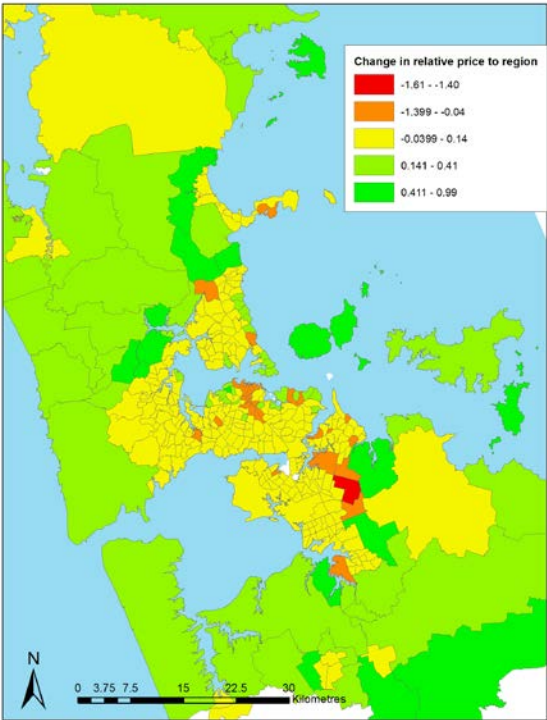 Change in relative price to region
-1.61 - -1.40
-1.399 - -0.04
-0.0399 - 0.14
0.141 - 0.41
0.411 - 0.99
N
0 3.75 7.5 15 22.5 30
Kilometres